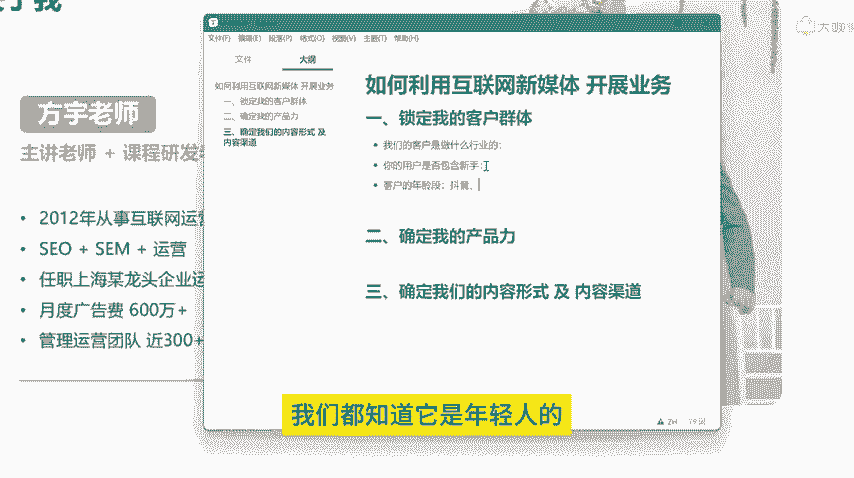 方宇老师
主讲老师 + 课程研发
• 2012年从事互联网运营
• SEO + SEM + 运营
• 任职上海某龙头企业运
• 月度广告费 600万+
• 管理运营团队 近300+
文件(F) 编辑(E) 段落(P) 格式(O) 视图(V) 主题(T) 帮助(H)
文件 大纲
如何利用互联网新媒体 开展业务
一、锁定我的客户群体
二、确定我的产品力
三、确定我们的内容形式 及
内容渠道
如何利用互联网新媒体 开展业务
一、锁定我的客户群体
• 我们的客户是做什么行业的:
• 你的用户是否包含新手:
• 客户的年龄段：抖音、
二、确定我的产品力
三、确定我们的内容形式 及 内容渠道
我们都知道它是年轻人的